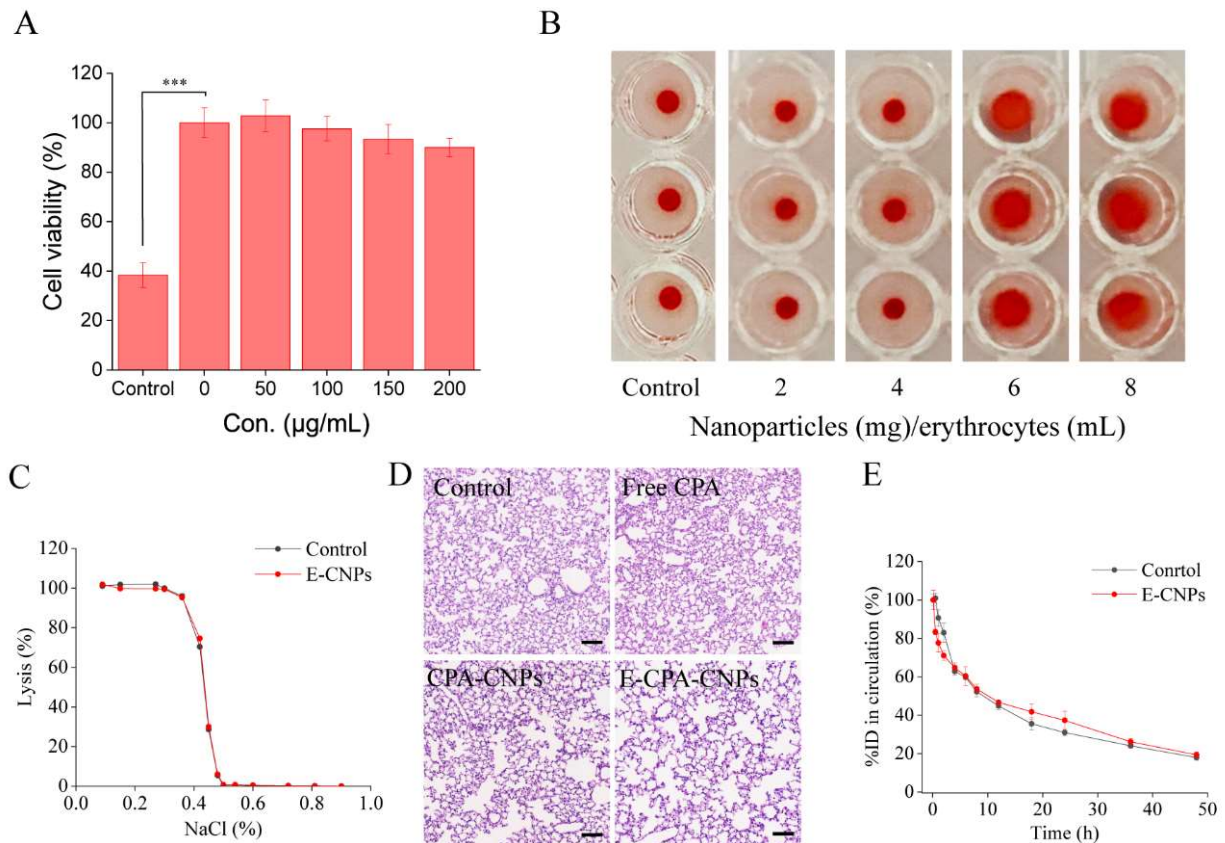 A
Cell viability (%)
120
100
80
60
40
20
0
***
Control 0 50 100 150 200
Con. (µg/mL)
B
Control 2 4 6 8
Nanoparticles (mg)/erythrocytes (mL)
C
Lysis (%)
120
100
80
60
40
20
0
Control
E-CNPs
0.0 0.2 0.4 0.6 0.8 1.0
NaCl (%)
D
Control
Free CPA
CPA-CNPs
E-CPA-CNPs
E
%ID in circulation (%)
120
100
80
60
40
20
0
Conrtol
E-CNPs
0 10 20 30 40 50
Time (h)